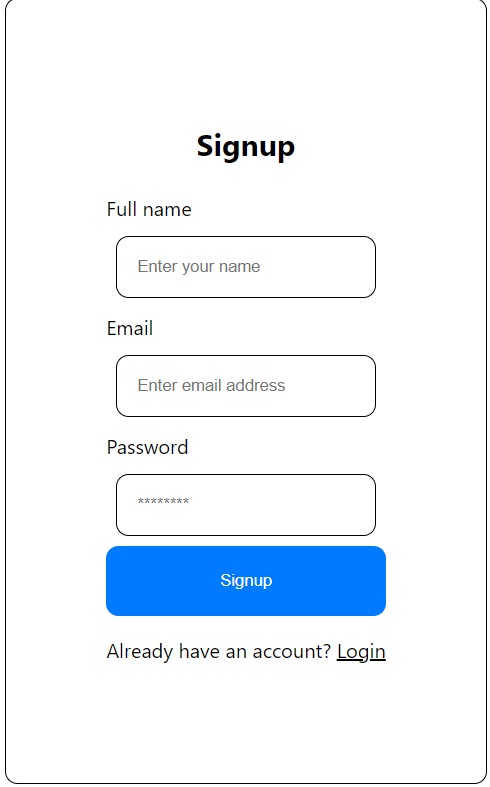 Signup
Full name
Enter your name
Email
Enter email address
Password
********
Signup
Already have an account? Login